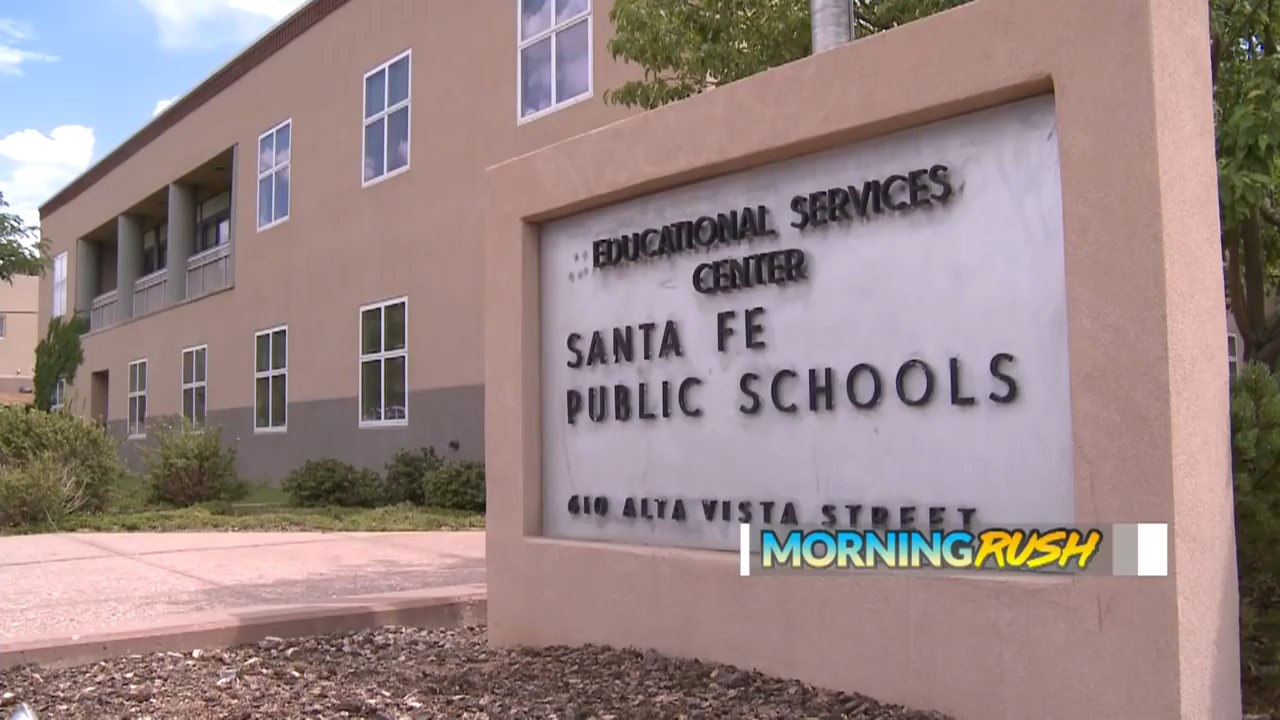 EDUCATIONAL SERVICES
CENTER
SANTA FE
PUBLIC SCHOOLS
610 ALTA VISTA STREET
MORNING RUSH